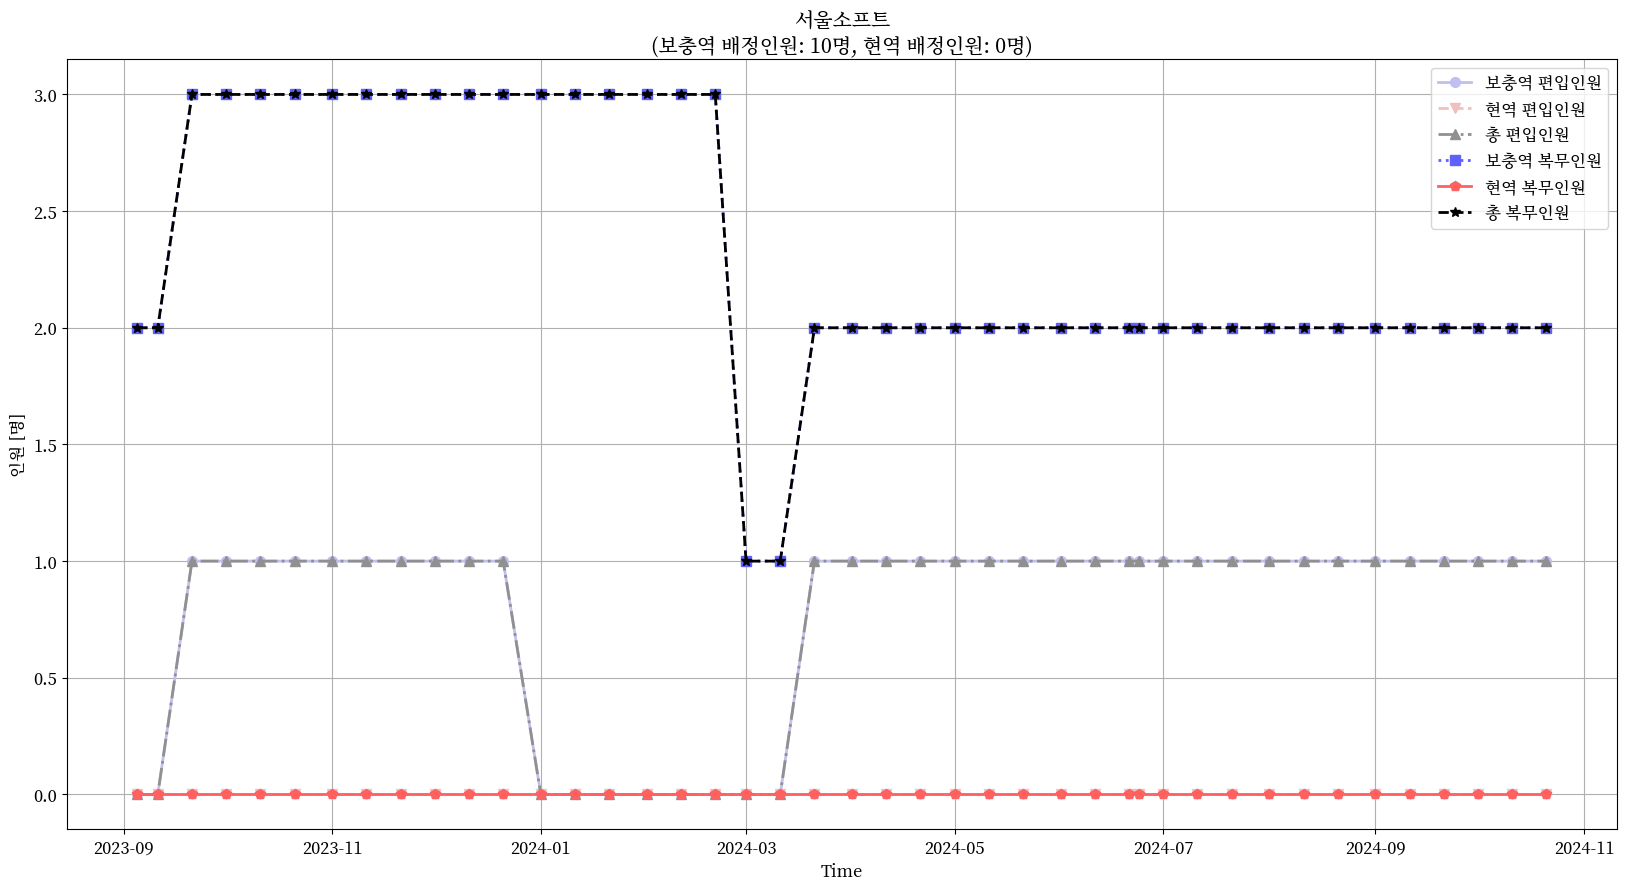 서울소프트
(보충역 배정인원: 10명, 현역 배정인원: 0명)
보충역 편입인원
현역 편입인원
총 편입인원
보충역 복무인원
현역 복무인원
총 복무인원
3.0
2.5
2.0
1.5
1.0
0.5
0.0
인원 [명]
2023-09
2023-11
2024-01
2024-03
2024-05
2024-07
2024-09
2024-11
Time